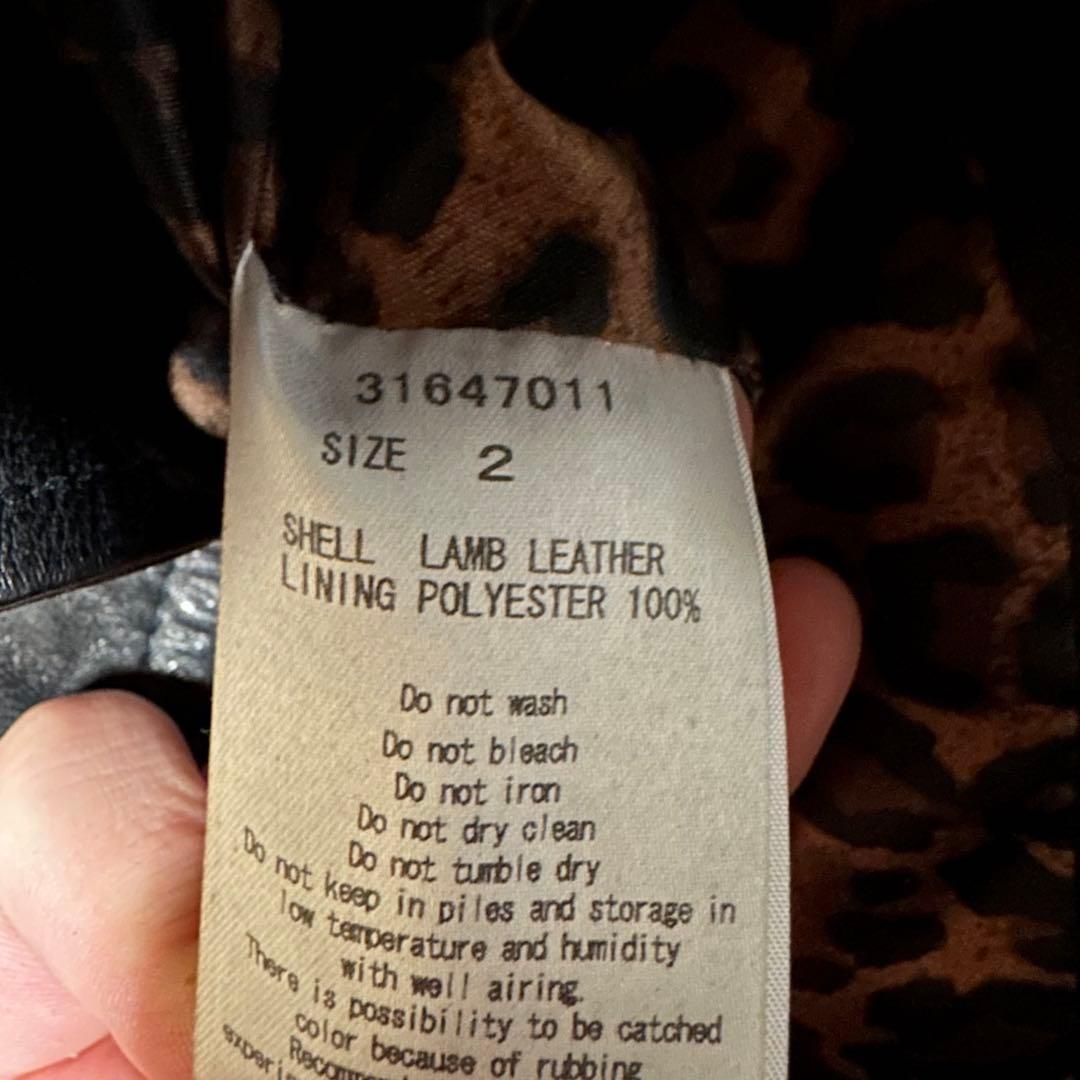 31647011
SIZE 2
SHELL LAMB LEATHER
LINING POLYESTER 100%
Do not wash
Do not bleach
Do not iron
Do not dry clean
Do not tumble dry
Do not keep in piles and storage in
low temperature and humidity
with well airing.
There is possibility to be catched
color because of rubbing